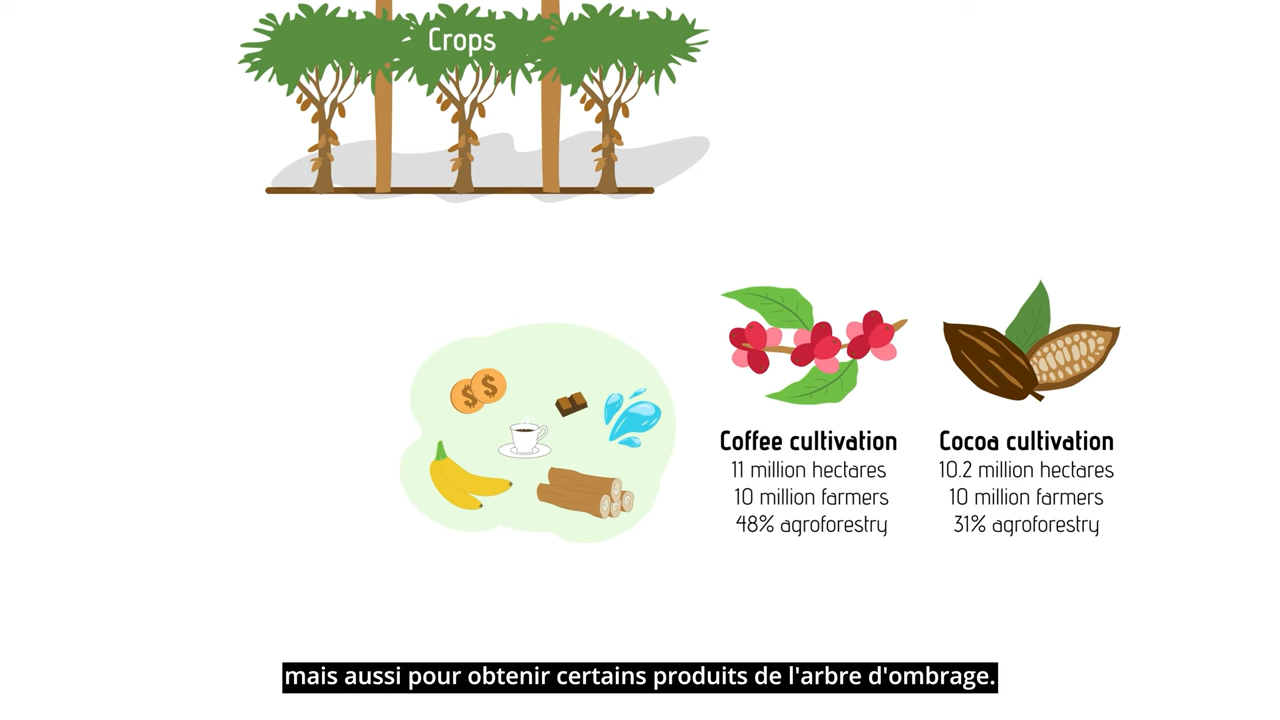 Crops
Coffee cultivation
11 million hectares
10 million farmers
48% agroforestry
Cocoa cultivation
10.2 million hectares
10 million farmers
31% agroforestry
$ $
mais aussi pour obtenir certains produits de l'arbre d'ombrage.